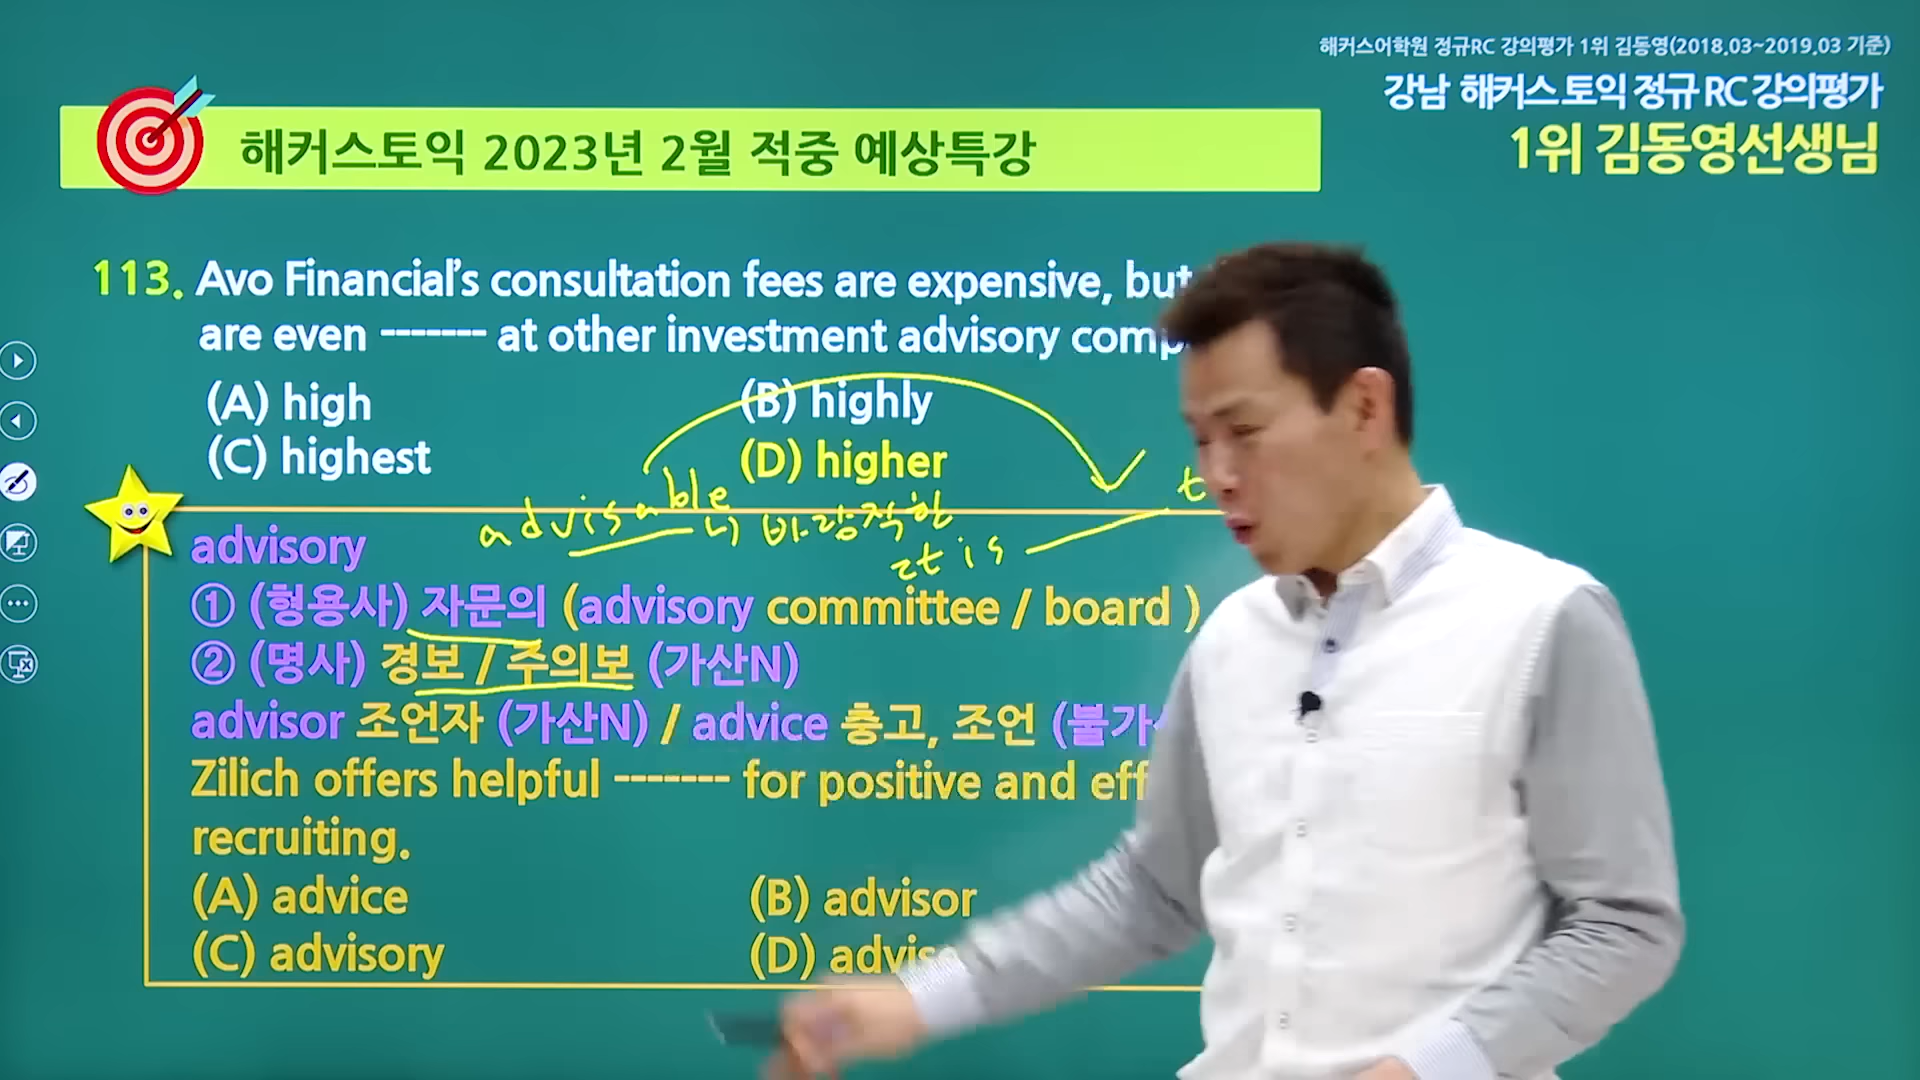 해커스어학원 정규RC 강의평가 1위 김동영(2018.03~2019.03 기준)
강남 해커스 토익 정규 RC 강의평가
1위 김동영선생님
해커스토익 2023년 2월 적중 예상특강
113. Avo Financial's consultation fees are expensive, but
are even ------- at other investment advisory
(A) high
(B) highly
(C) highest
(D) higher
advisable 바람직한
It is
advisory
① (형용사) 자문의 (advisory committee / board )
② (명사) 경보 / 주의보 (가산N)
advisor 조언자 (가산N) / advice 충고, 조언
Zilich offers helpful ------- for positive and
recruiting.
(A) advice
(B) advisor
(C) advisory
(D)